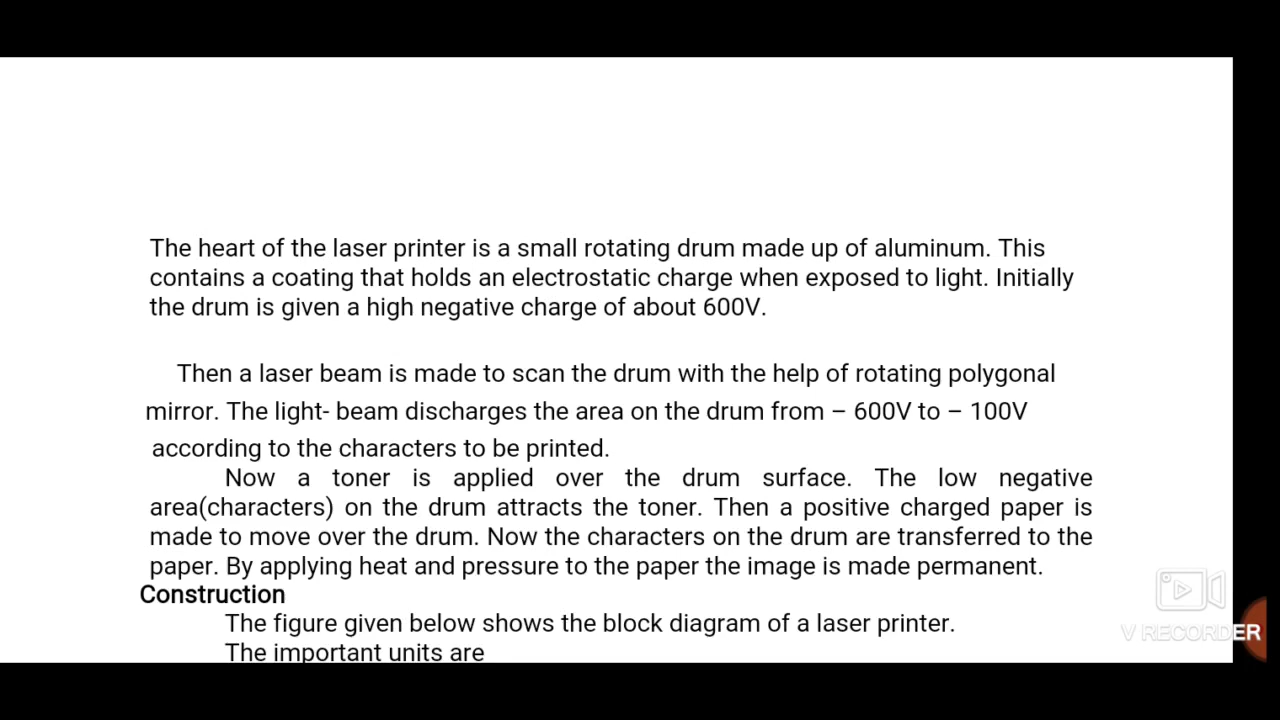 The heart of the laser printer is a small rotating drum made up of aluminum. This
contains a coating that holds an electrostatic charge when exposed to light. Initially
the drum is given a high negative charge of about 600V.
Then a laser beam is made to scan the drum with the help of rotating polygonal
mirror. The light- beam discharges the area on the drum from – 600V to – 100V
according to the characters to be printed.
Now a toner is applied over the drum surface. The low negative
area(characters) on the drum attracts the toner. Then a positive charged paper is
made to move over the drum. Now the characters on the drum are transferred to the
paper. By applying heat and pressure to the paper the image is made permanent.
Construction
The figure given below shows the block diagram of a laser printer.
The important units are
V RECORDER